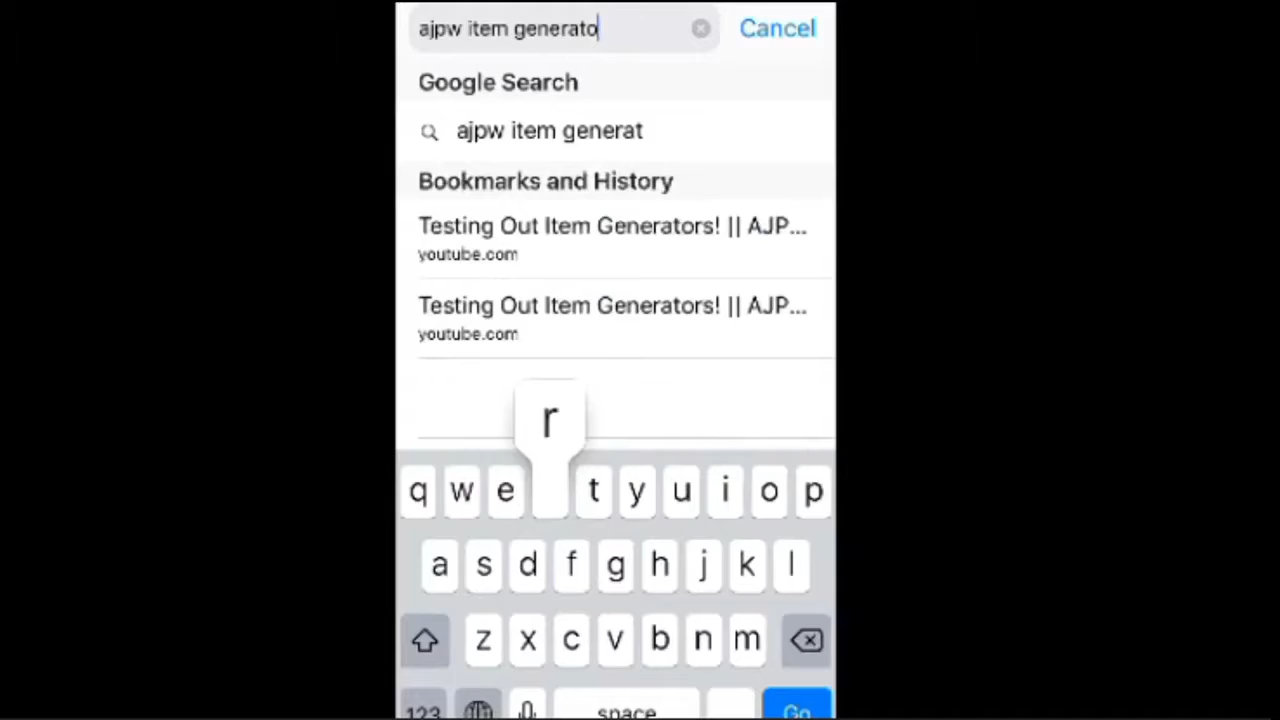 ajpw item generato
Cancel
Google Search
ajpw item generat
Bookmarks and History
Testing Out Item Generators! || AJP...
youtube.com
Testing Out Item Generators! || AJP...
youtube.com
r
q w e t y u i o p
a s d f g h j k l
z x c v b n m
123 space Go